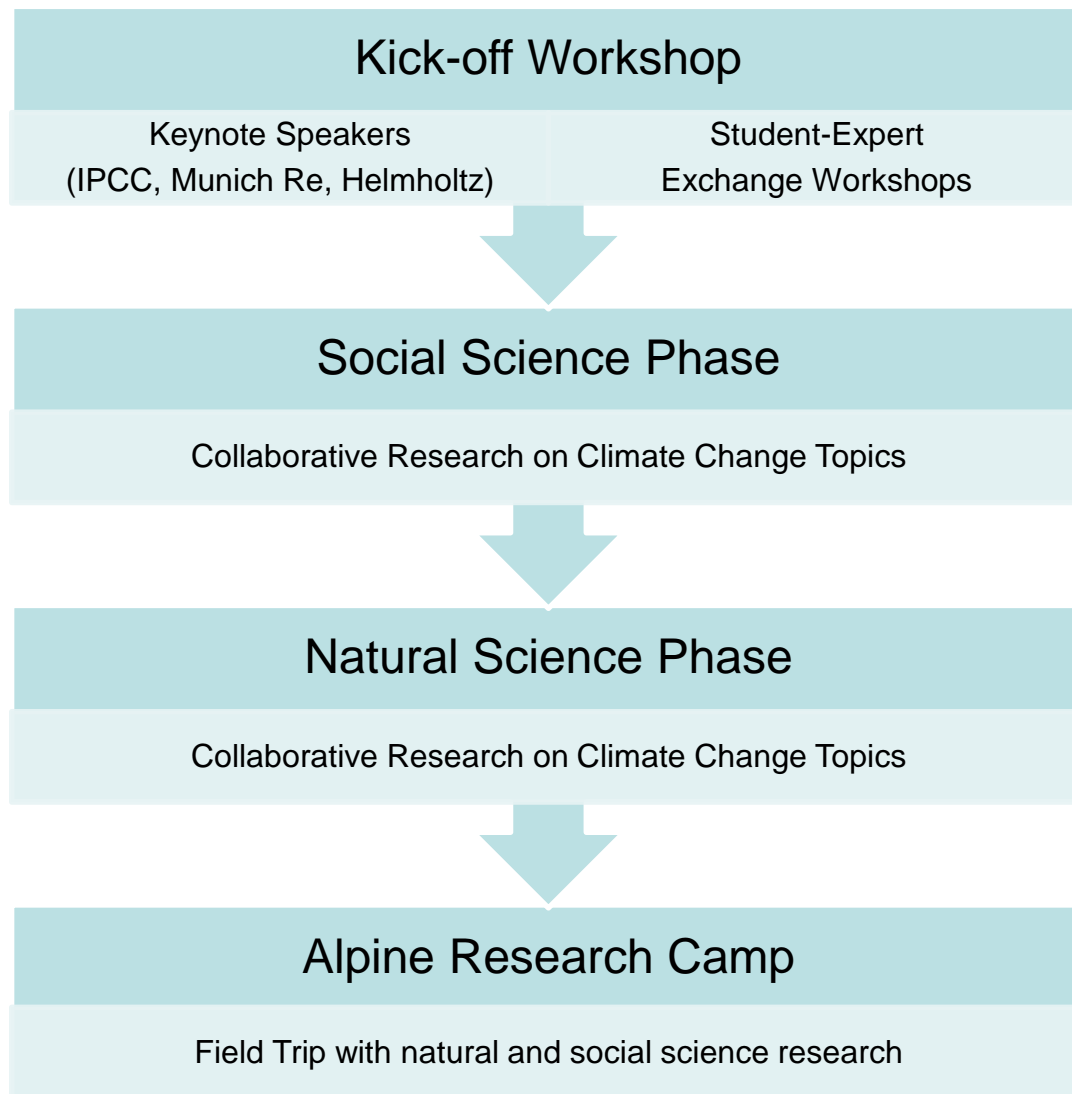 Kick-off Workshop
Keynote Speakers
(IPCC, Munich Re, Helmholtz)
Student-Expert
Exchange Workshops
Social Science Phase
Collaborative Research on Climate Change Topics
Natural Science Phase
Collaborative Research on Climate Change Topics
Alpine Research Camp
Field Trip with natural and social science research